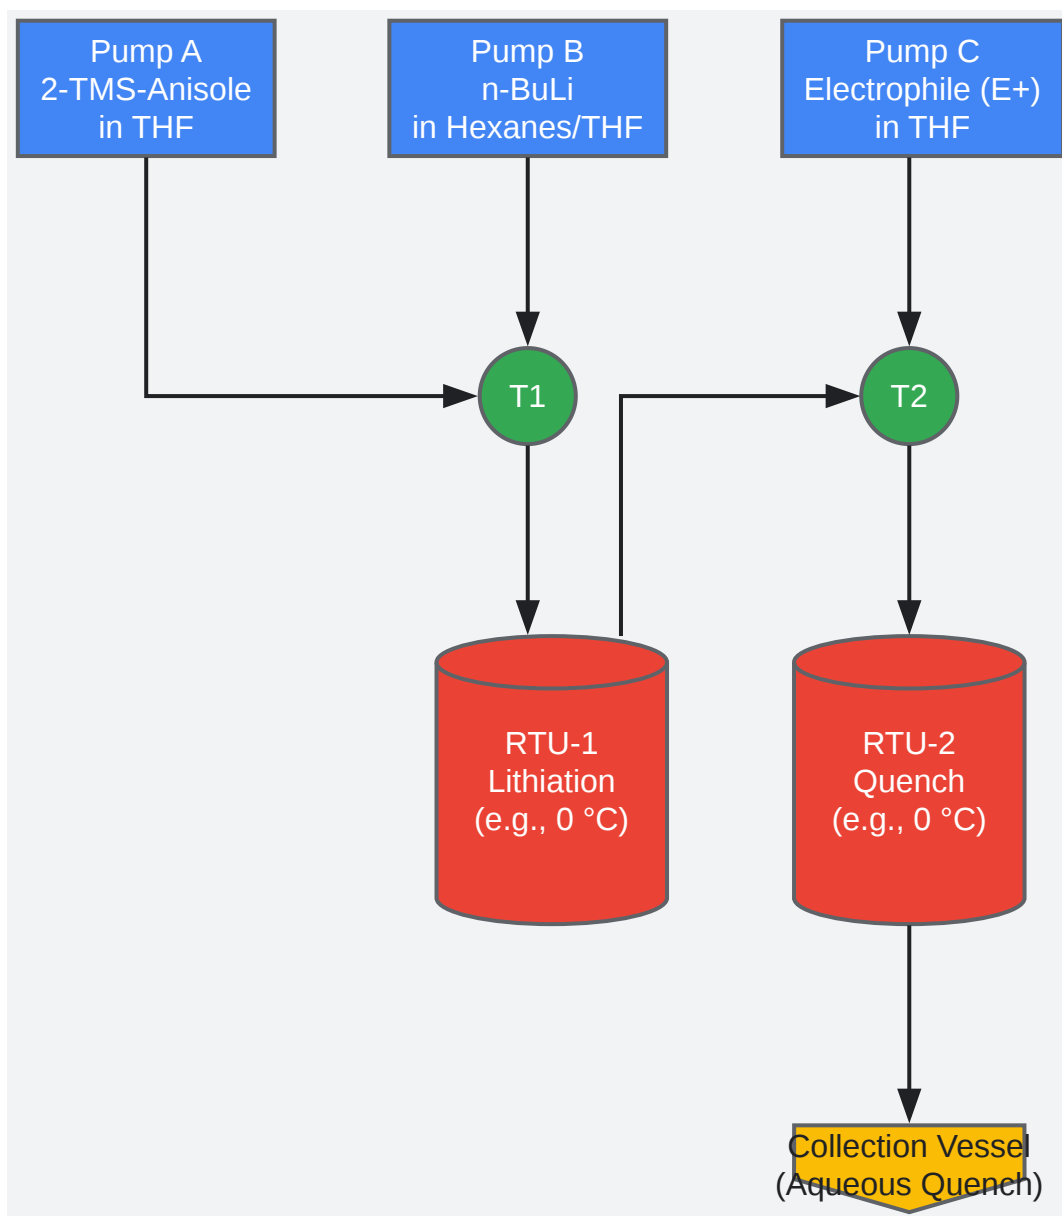 Pump A
2-TMS-Anisole
in THF
Pump B
n-BuLi
in Hexanes/THF
Pump C
Electrophile (E+)
in THF
T1
T2
RTU-1
Lithiation
(e.g., 0 °C)
RTU-2
Quench
(e.g., 0 °C)
Collection Vessel
(Aqueous Quench)